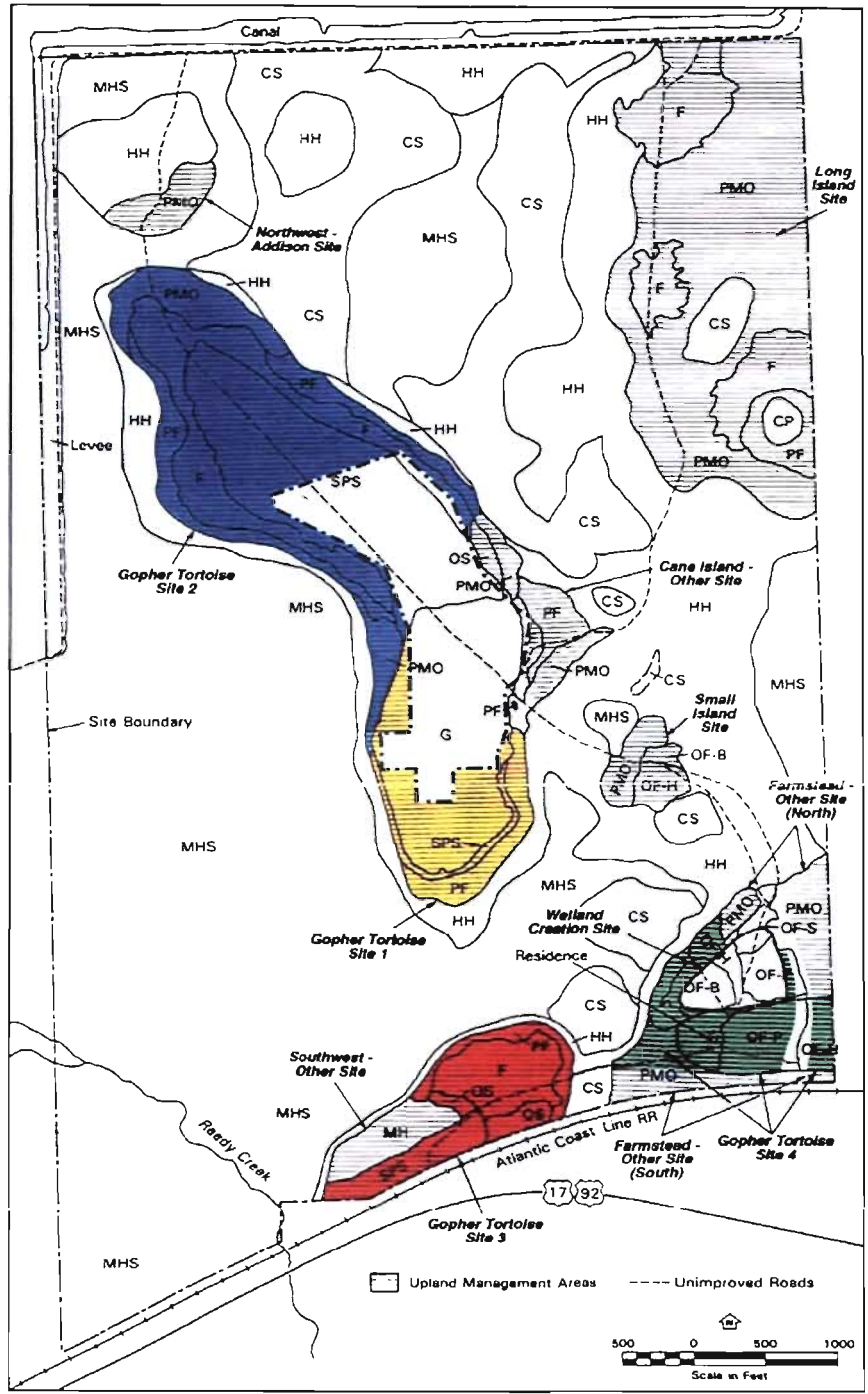 Canal
MHS
CS
HH
HH
HH
CS
HH
F
PMO
Long
Island
Site
PMO
Northwest -
Addison Site
MHS
CS
HH
PMO
CS
F
CS
MHS
F
HH
PF
HH
HH
F
CP
PF
Levee
PF
F
PMO
SPS
CS
Gopher Tortoise
Site 2
OS
PMO
Cane Island -
Other Site
MHS
PF
CS
HH
PMO
PMO
CS
MHS
Site Boundary
PF
G
MHS
Small
Island
Site
OF-B
PMO
OF-H
Farmstead -
Other Site
(North)
CS
MHS
SPS
HH
PF
MHS
PMO
PMO
HH
Wetland
Creation Site
CS
OF-S
Gopher Tortoise
Site 1
Residence
OF-B
OF-
CS
HH
PF
OF-P
Southwest -
Other Site
F
OS
PMO
CS
MHS
OS
MH
Reedy Creek
SPS
Atlantic Coast Line RR
Farmstead -
Other Site
(South)
Gopher Tortoise
Site 4
17 92
Gopher Tortoise
Site 3
MHS
Upland Management Areas
Unimproved Roads
N
500 0 500 1000
Scale in Feet